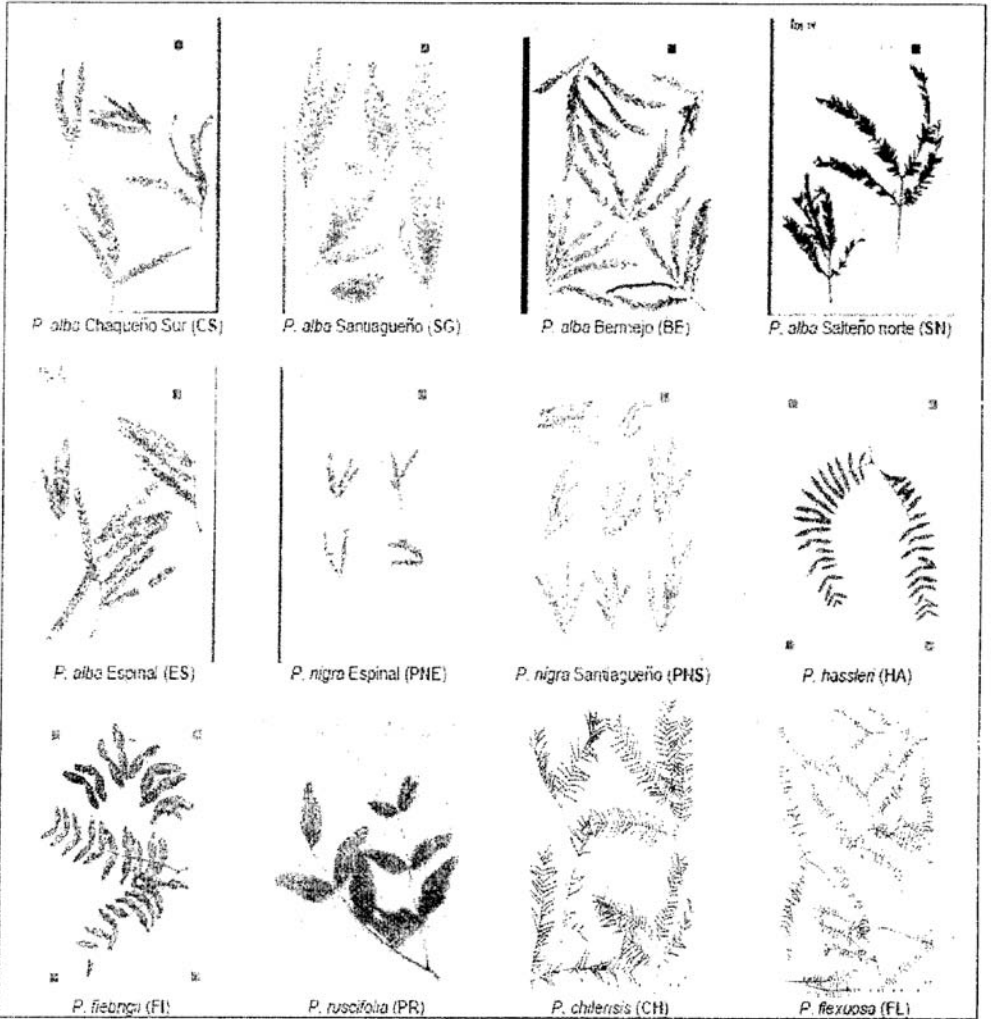 P. alba Chaqueño Sur (CS)
P. alba Santiagueño (SG)
P. alba Bermejo (BE)
P. alba Salteño norte (SN)
P. alba Espinal (ES)
P. nigra Espinal (PNE)
P. nigra Santiagueño (PNS)
P. hassleri (HA)
P. fiebrigii (FI)
P. ruscifolia (PR)
P. chilensis (CH)
P. flexuosa (FL)